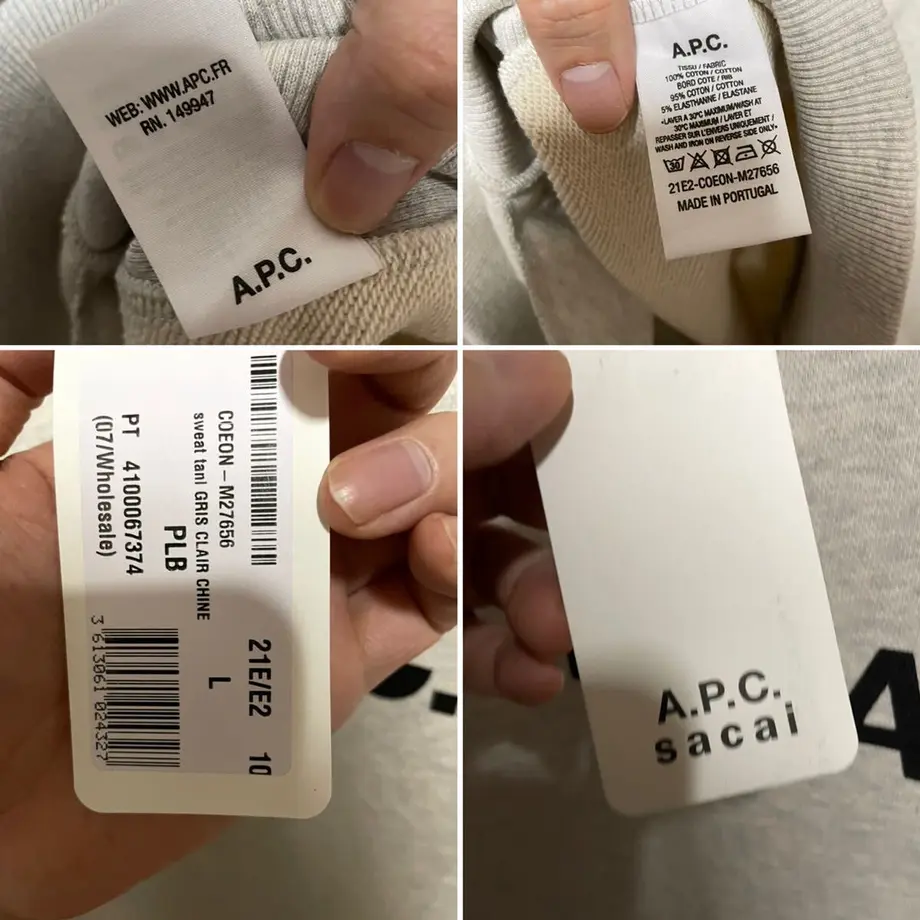 WEB: WWW.APC.FR
RN. 149947
A.P.C.
A.P.C.
TISSU / FABRIC
100% COTON / COTTON
BORD COTE / RIB
95% COTON / COTTON
5% ELASTHANNE / ELASTANE
•LAVER A 30°C MAXIMUM/WASH AT
30°C MAXIMUM / LAVER ET
REPASSER SUR L'ENVERS UNIQUEMENT /
WASH AND IRON ON REVERSE SIDE ONLY•
30
21E2-COEON-M27656
MADE IN PORTUGAL
COEON-M27656
sweat tani GRIS CLAIR CHINE
PLB
PT 4100067374
(07/Wholesale)
21E/E2 10
L
3 613061 024327
A.P.C.
sacai
A